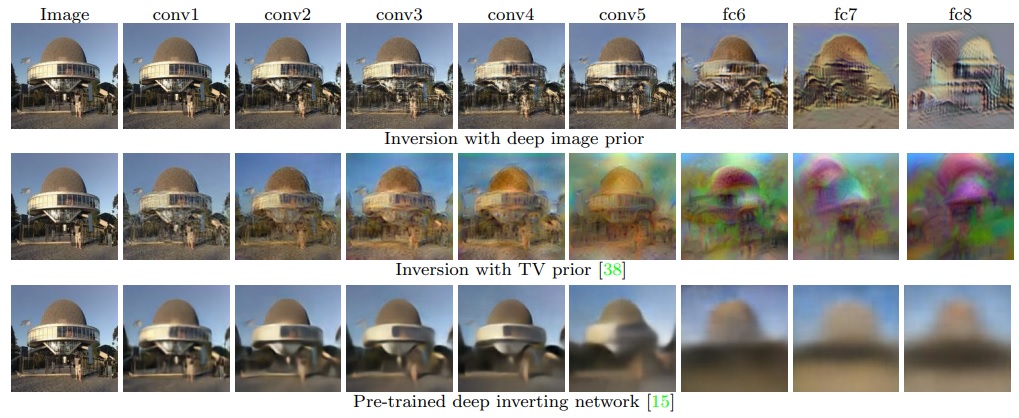 Image conv1 conv2 conv3 conv4 conv5 fc6 fc7 fc8
Inversion with deep image prior
Inversion with TV prior [38]
Pre-trained deep inverting network [15]